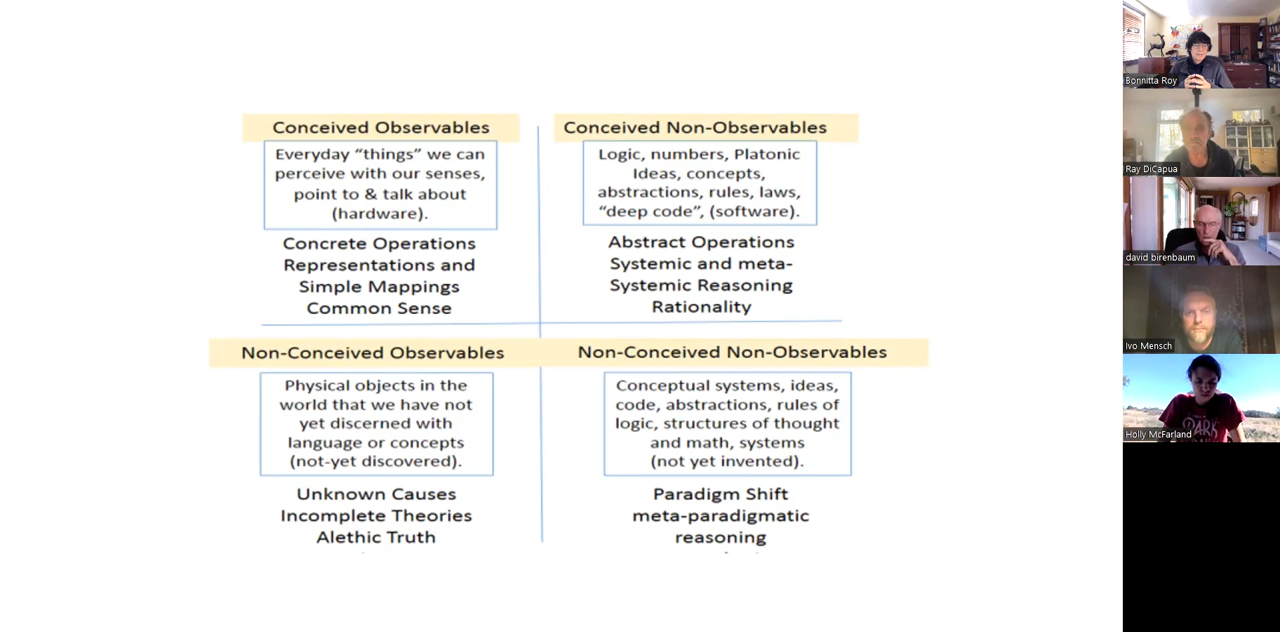 Conceived Observables
Everyday “things” we can
perceive with our senses,
point to & talk about
(hardware).
Concrete Operations
Representations and
Simple Mappings
Common Sense
Conceived Non-Observables
Logic, numbers, Platonic
Ideas, concepts,
abstractions, rules, laws,
“deep code”, (software).
Abstract Operations
Systemic and meta-
Systemic Reasoning
Rationality
Non-Conceived Observables
Physical objects in the
world that we have not
yet discerned with
language or concepts
(not-yet discovered).
Unknown Causes
Incomplete Theories
Alethic Truth
Non-Conceived Non-Observables
Conceptual systems, ideas,
code, abstractions, rules of
logic, structures of thought
and math, systems
(not yet invented).
Paradigm Shift
meta-paradigmatic
reasoning
Bonnitta Roy
Ray DiCapua
david birenbaum
Ivo Mensch
DARK
Holly McFarland